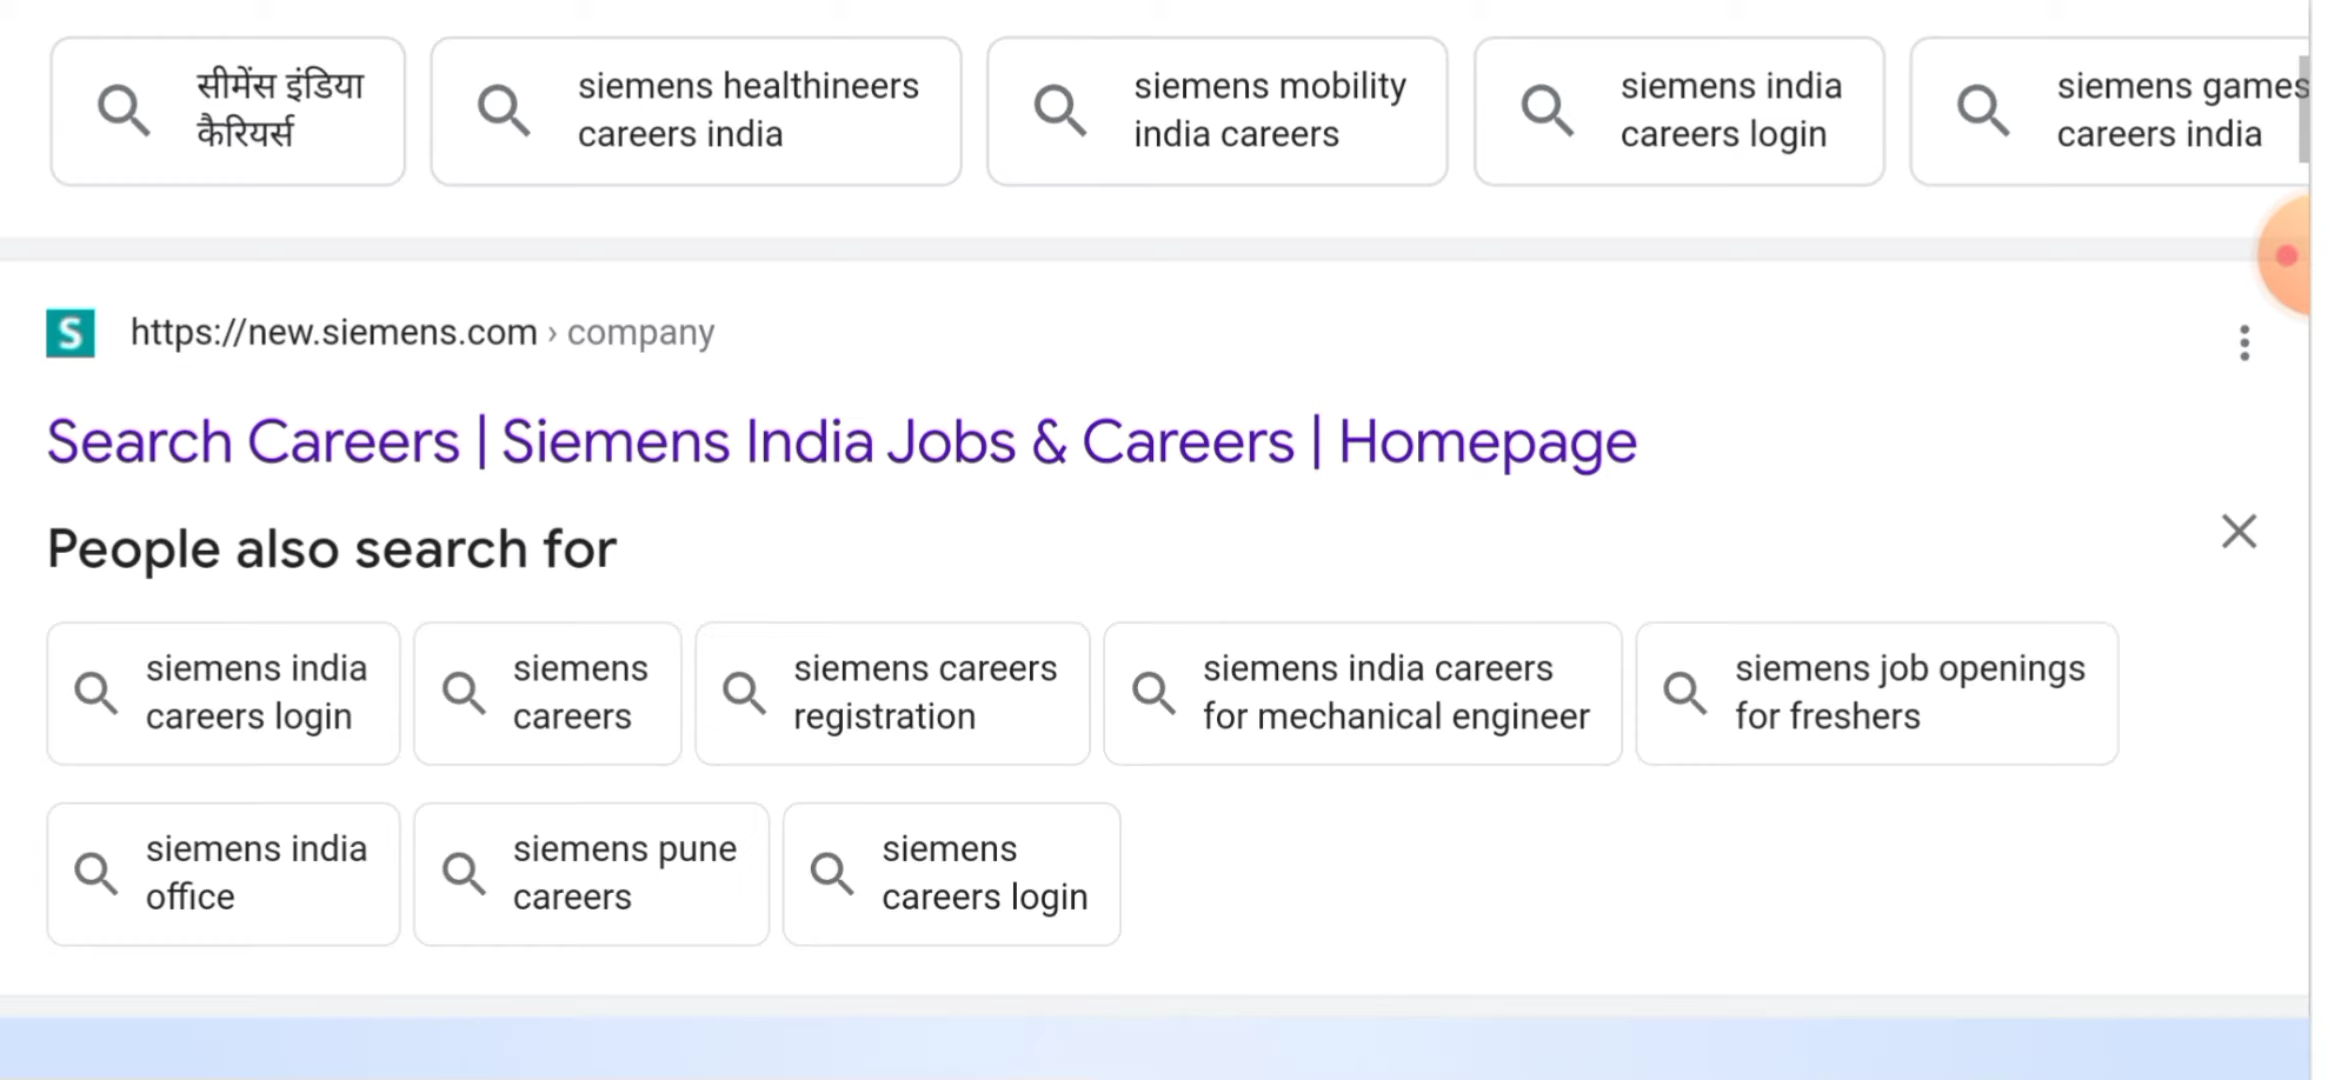 सीमेंस इंडिया
कैरियर्स
siemens healthineers
careers india
siemens mobility
india careers
siemens india
careers login
siemens games
careers india
S
https://new.siemens.com › company
Search Careers | Siemens India Jobs & Careers | Homepage
People also search for
siemens india
careers login
siemens
careers
siemens careers
registration
siemens india careers
for mechanical engineer
siemens job openings
for freshers
siemens india
office
siemens pune
careers
siemens
careers login